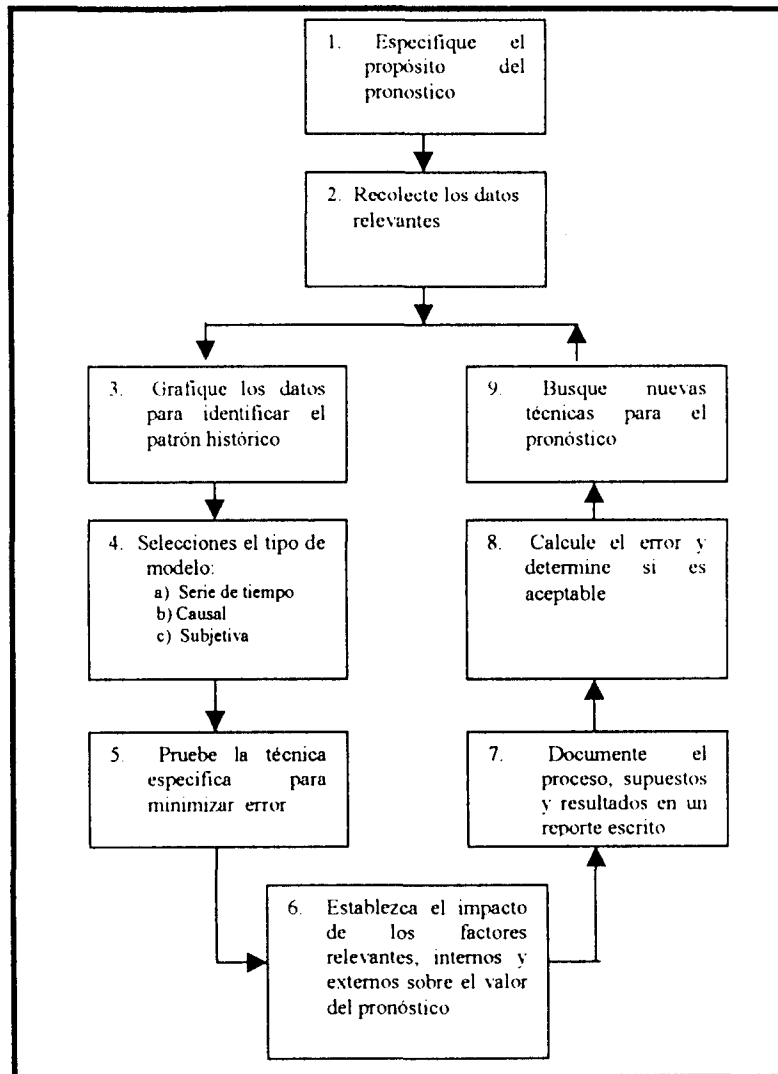 1. Especifique el
propósito del
pronostico
2. Recolecte los datos
relevantes
3. Grafique los datos
para identificar el
patrón histórico
4. Selecciones el tipo de
modelo:
a) Serie de tiempo
b) Causal
c) Subjetiva
5. Pruebe la técnica
especifica para
minimizar error
6. Establezca el impacto
de los factores
relevantes, internos y
externos sobre el valor
del pronóstico
7. Documente el
proceso, supuestos
y resultados en un
reporte escrito
8. Calcule el error y
determine si es
aceptable
9. Busque nuevas
técnicas para el
pronóstico